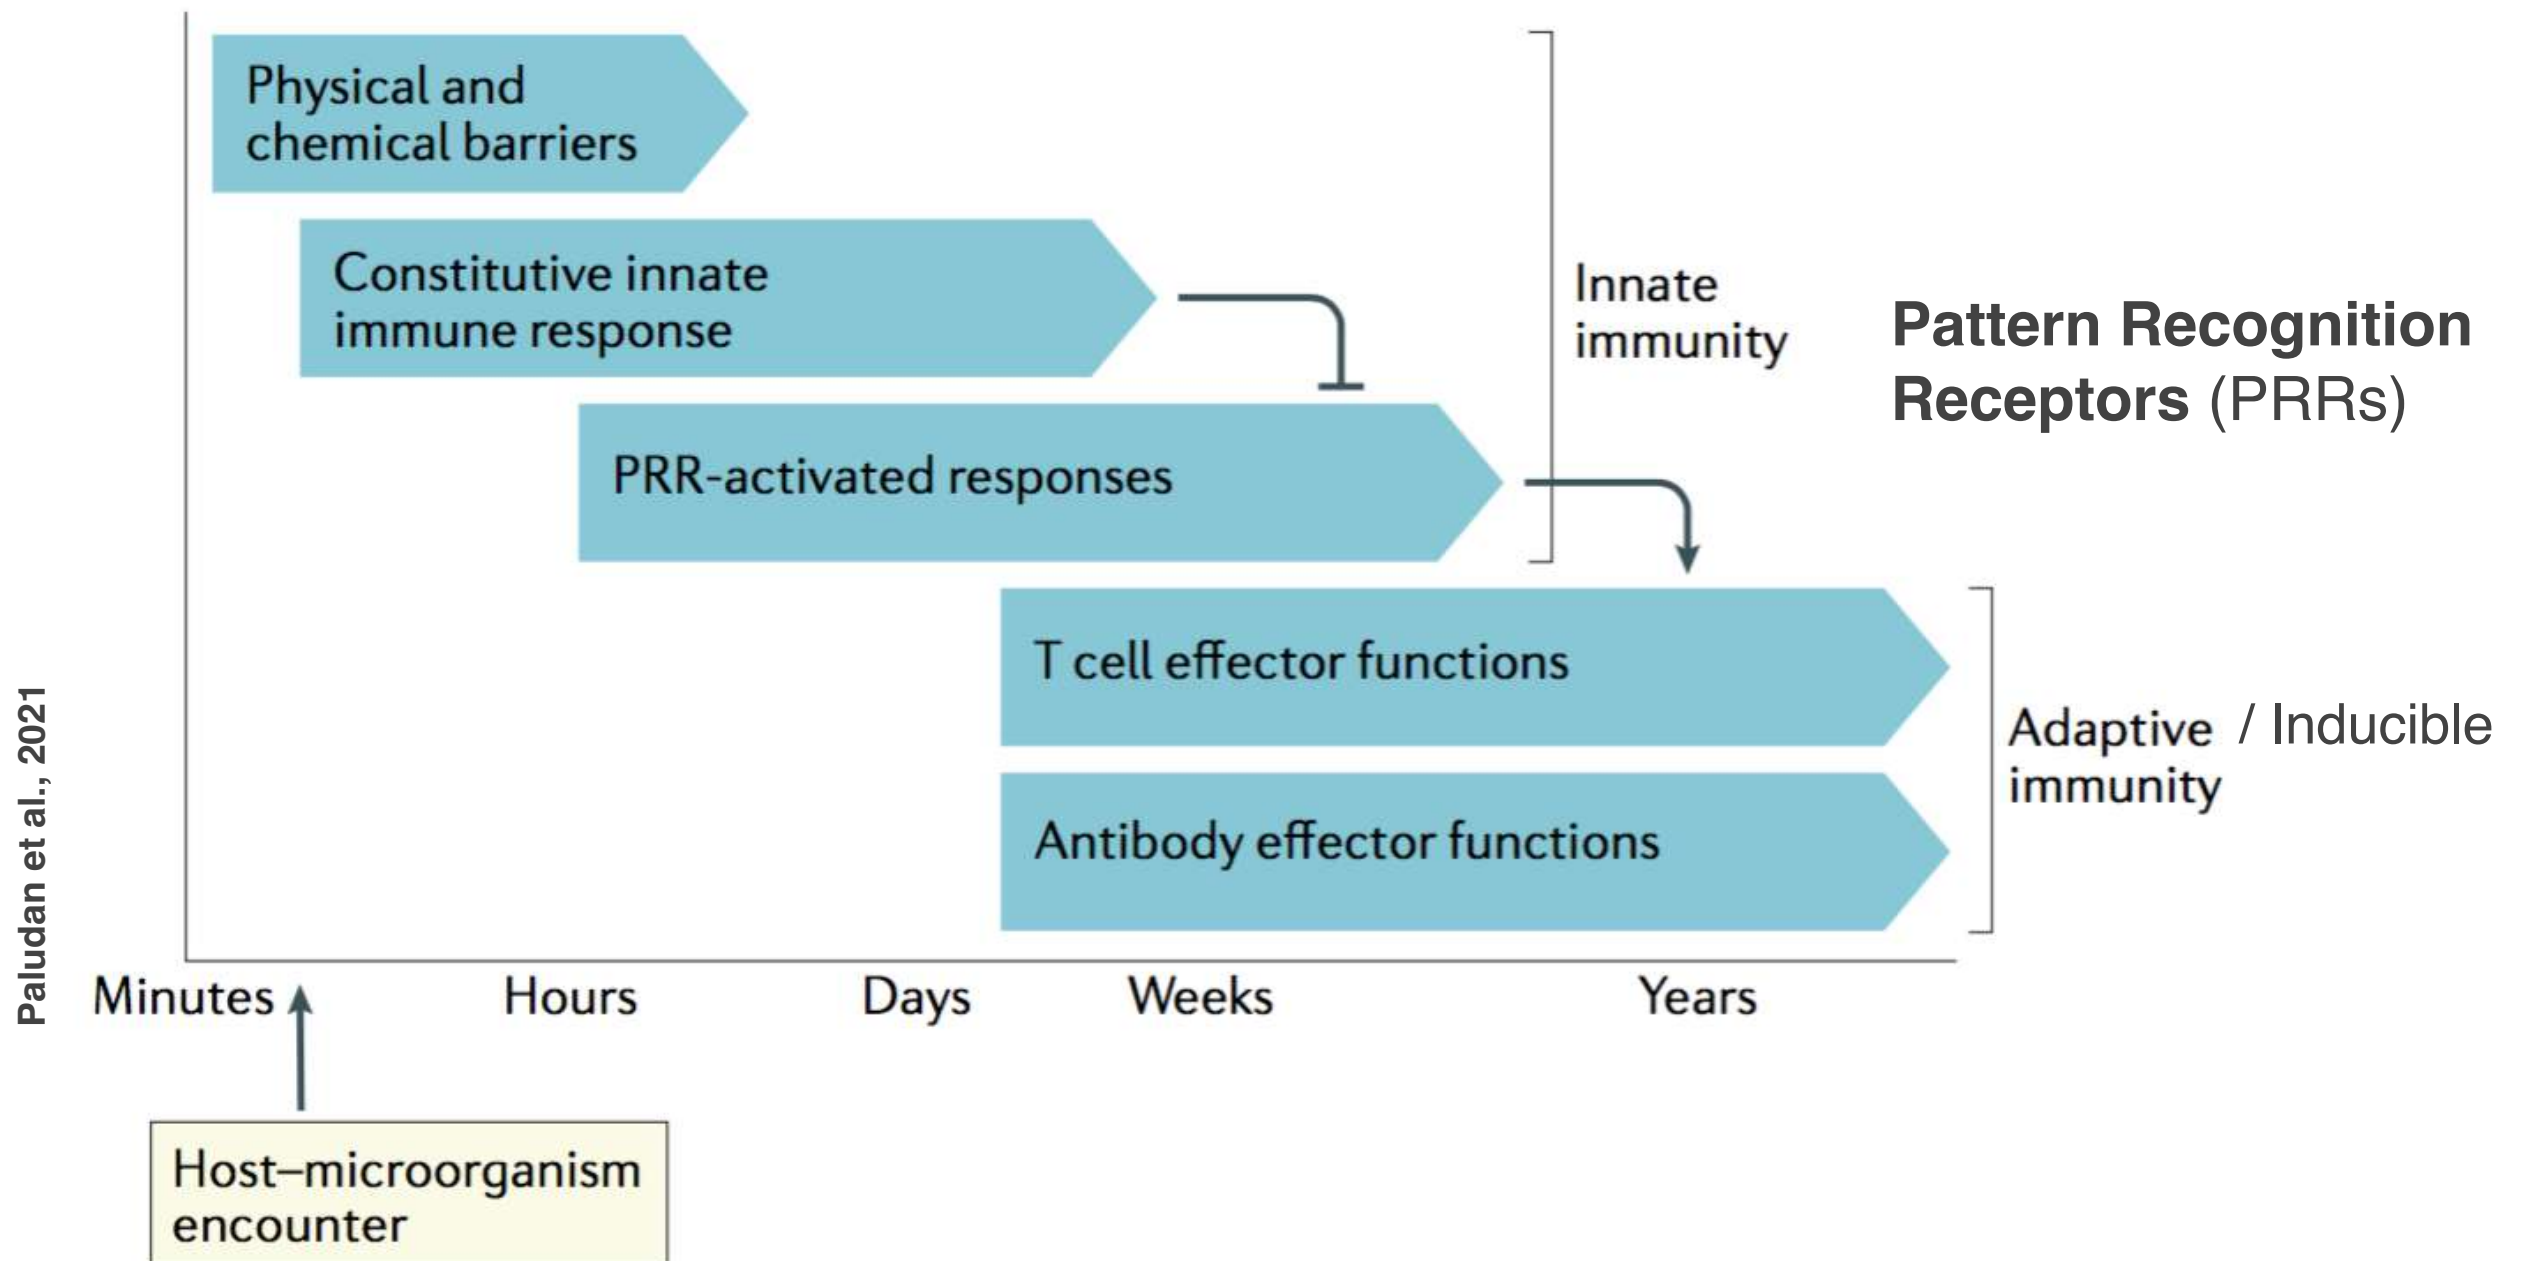 Physical and
chemical barriers
Constitutive innate
immune response
Innate
immunity
Pattern Recognition
Receptors (PRRs)
PRR-activated responses
T cell effector functions
Adaptive / Inducible
immunity
Antibody effector functions
Paludan et al., 2021
Minutes Hours Days Weeks Years
Host–microorganism
encounter